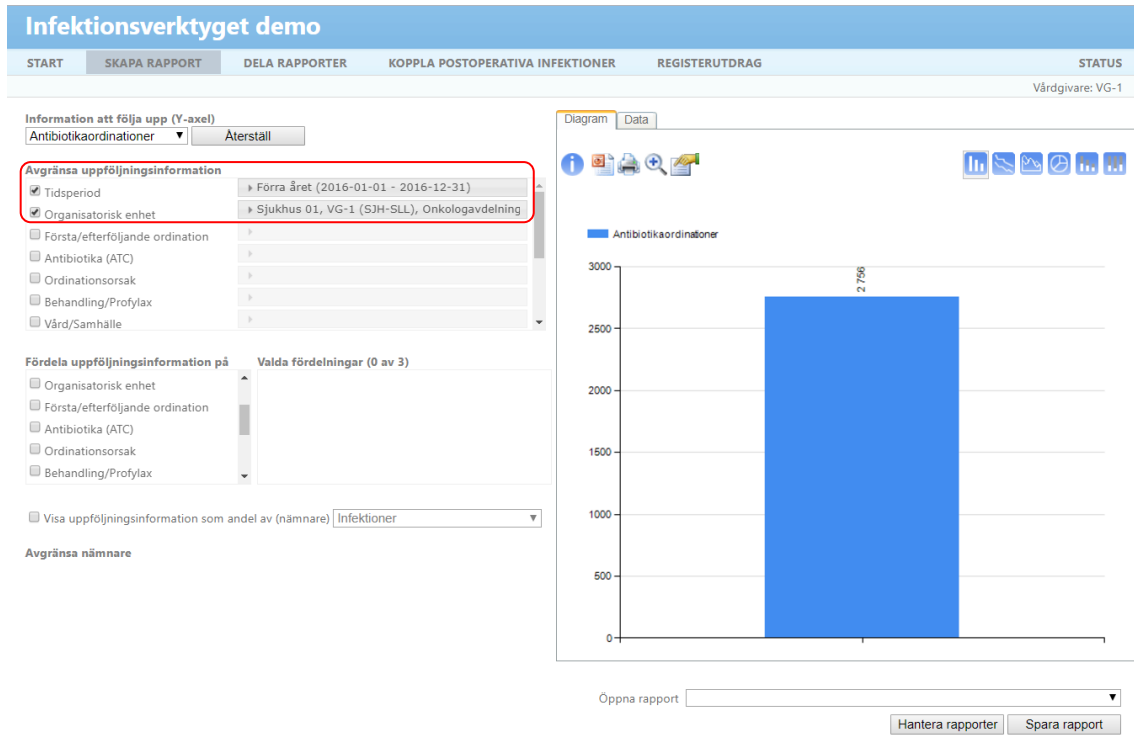 Infektionsverktyget demo
START SKAPA RAPPORT DELA RAPPORTER KOPPLA POSTOPERATIVA INFEKTIONER REGISTERUTDRAG STATUS
Vårdgivare: VG-1
Information att följa upp (Y-axel)
Antibiotikaordinationer Återställ
Avgränsa uppföljningsinformation
Tidsperiod Förra året (2016-01-01 - 2016-12-31)
Organisatorisk enhet Sjukhus 01, VG-1 (SJH-SLL), Onkologavdelning
Första/efterföljande ordination
Antibiotika (ATC)
Ordinationsorsak
Behandling/Profylax
Vård/Samhälle
Fördela uppföljningsinformation på Valda fördelningar (0 av 3)
Organisatorisk enhet
Första/efterföljande ordination
Antibiotika (ATC)
Ordinationsorsak
Behandling/Profylax
Visa uppföljningsinformation som andel av (nämnare) Infektioner
Avgränsa nämnare
Diagram Data
Antibiotikaordinationer
3000
2 756
2500
2000
1500
1000
500
0
Öppna rapport
Hantera rapporter Spara rapport